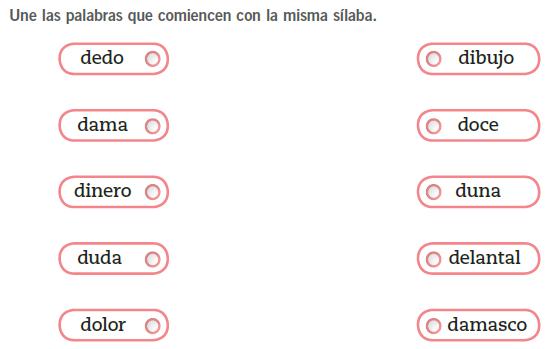 Une las palabras que comiencen con la misma sílaba.
dedo dibujo
dama doce
dinero duna
duda delantal
dolor damasco